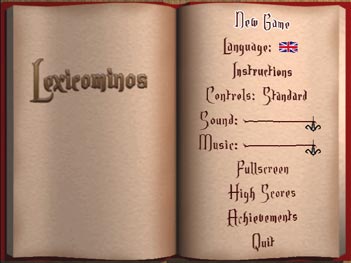 Lexicominos
New Game
Language:
Instructions
Controls: Standard
Sound:
Music:
Fullscreen
High Scores
Achievements
Quit